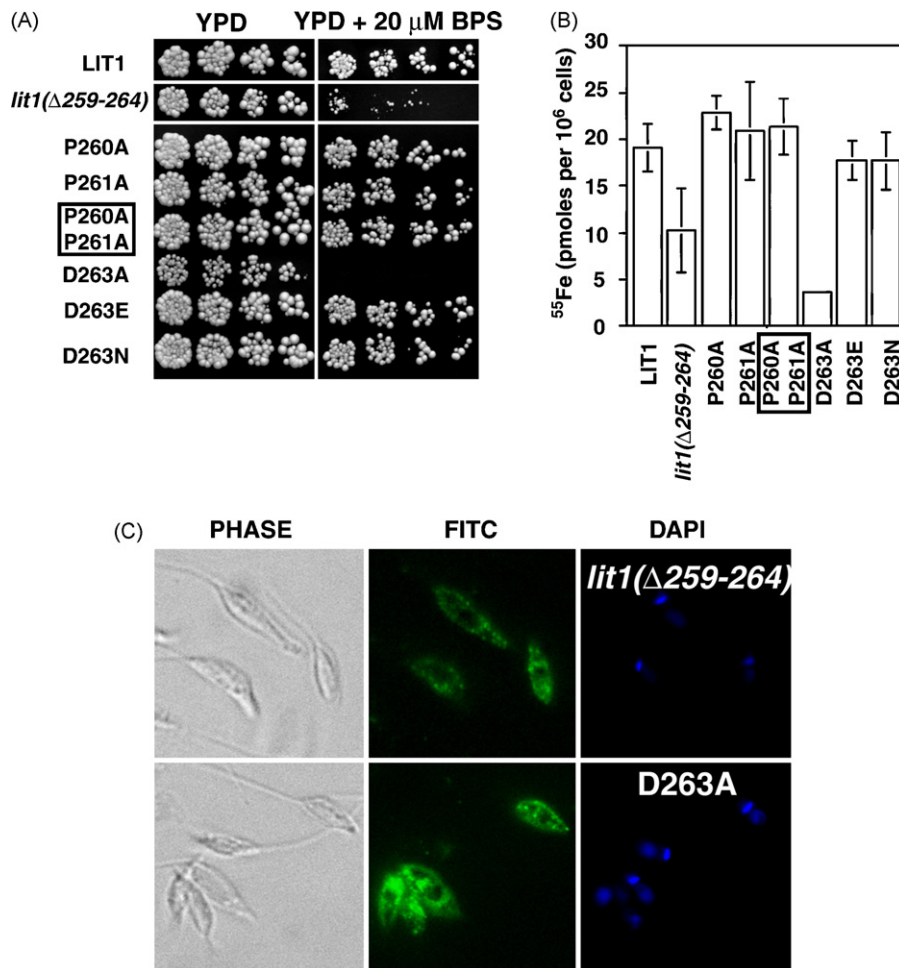 (A)
YPD YPD + 20 μM BPS
LIT1
lit1(Δ259-264)
P260A
P261A
P260A
P261A
D263A
D263E
D263N
(B)
⁵⁵Fe (pmoles per 10⁶ cells)
30
25
20
15
10
5
0
LIT1
lit1(Δ259-264)
P260A
P261A
P260A
P261A
D263A
D263E
D263N
(C)
PHASE FITC DAPI
lit1(Δ259-264)
D263A